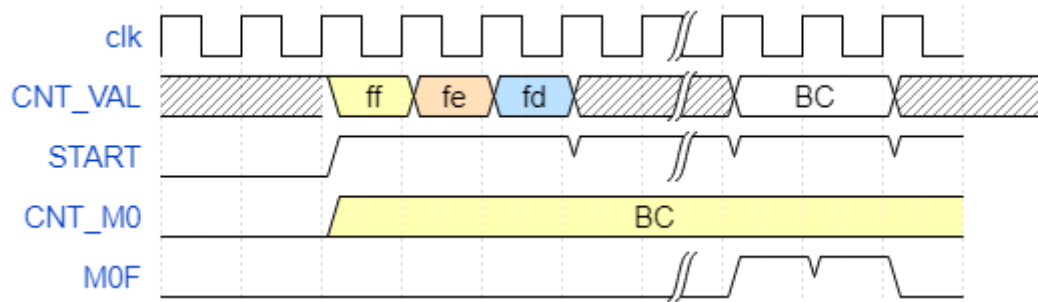 clk
CNT_VAL ff fe fd BC
START
CNT_M0 BC
M0F